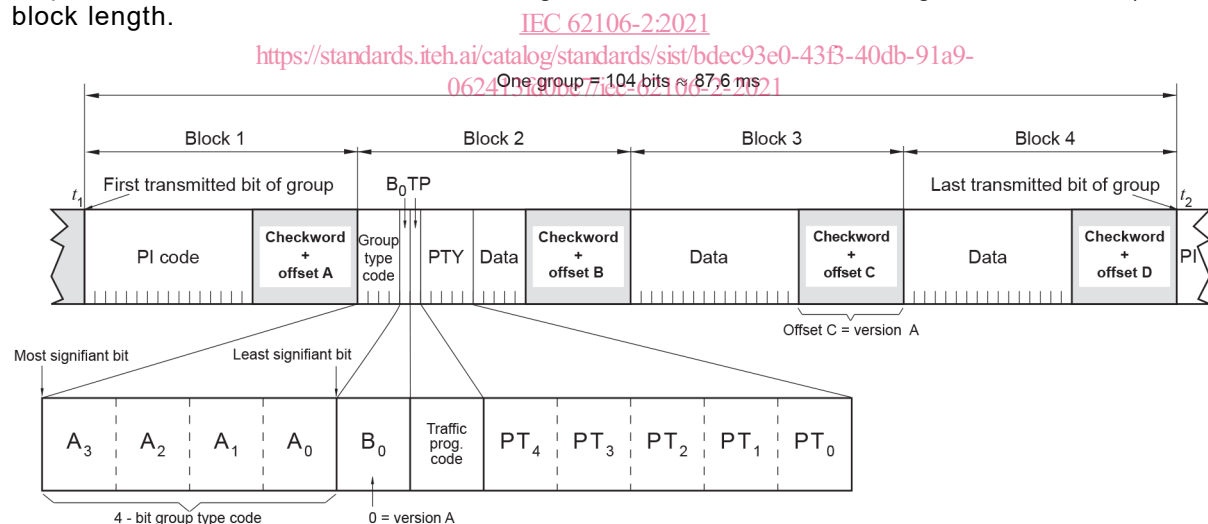 block length.
IEC 62106-2:2021
https://standards.iteh.ai/catalog/standards/sist/bdec93e0-43f3-40db-91a9-
One group = 104 bits ≈ 87,6 ms
Block 1 Block 2 Block 3 Block 4
t1 First transmitted bit of group B0 TP Last transmitted bit of group t2
PI code
Checkword
+
offset A
Group
type
code
PTY
Data
Checkword
+
offset B
Data
Checkword
+
offset C
Data
Checkword
+
offset D
PI
Offset C = version A
Most signifiant bit Least signifiant bit
A3 A2 A1 A0 B0
Traffic
prog.
code
PT4 PT3 PT2 PT1 PT0
4 - bit group type code 0 = version A